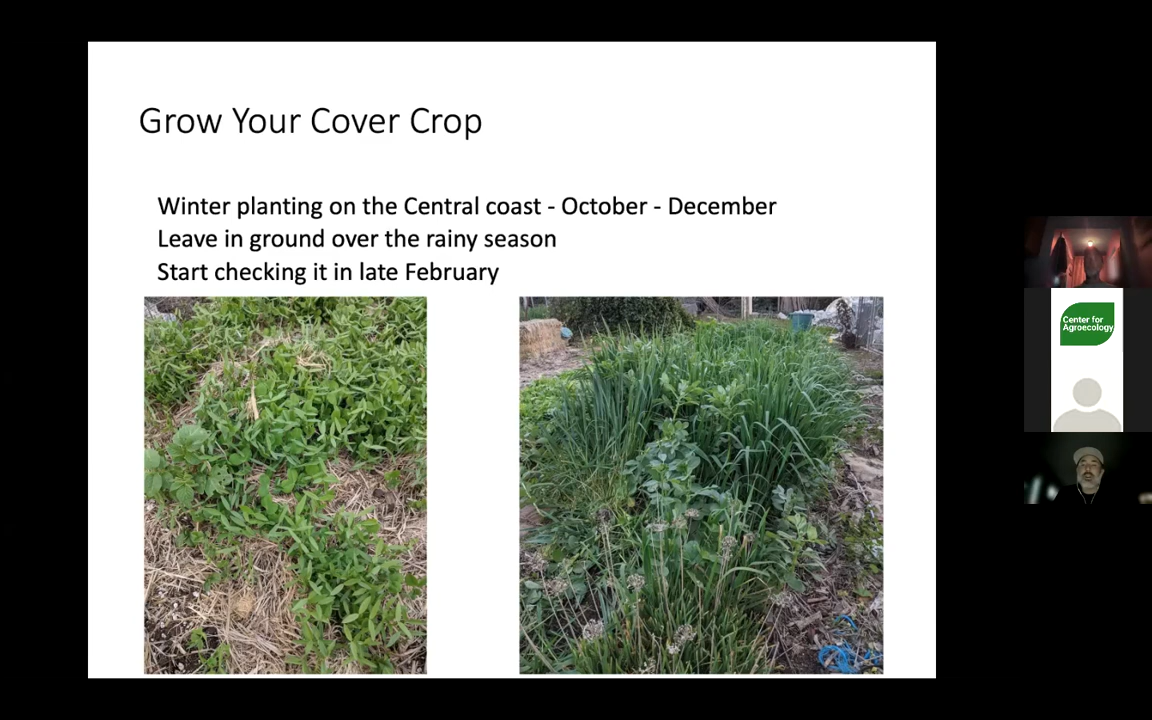 Grow Your Cover Crop
Winter planting on the Central coast - October - December
Leave in ground over the rainy season
Start checking it in late February
Center for
Agroecology